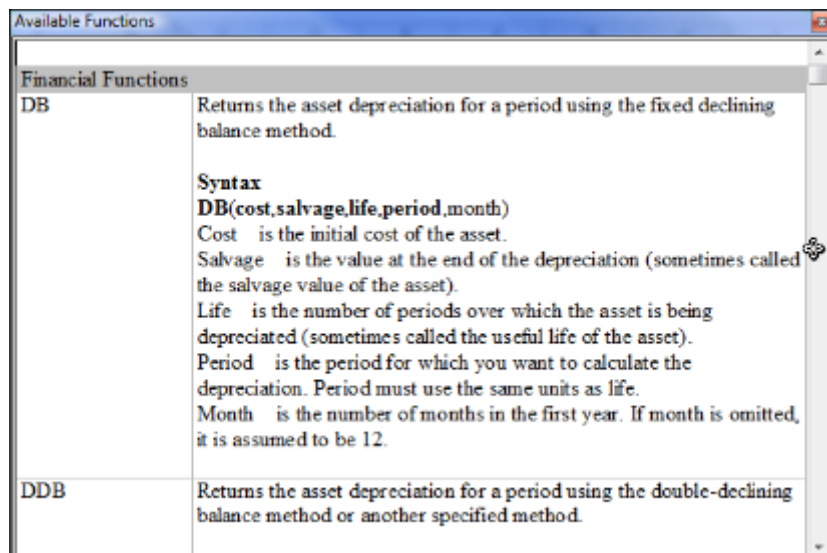 Available Functions
Financial Functions
DB
Returns the asset depreciation for a period using the fixed declining
balance method.
Syntax
DB(cost,salvage,life,period,month)
Cost is the initial cost of the asset.
Salvage is the value at the end of the depreciation (sometimes called
the salvage value of the asset).
Life is the number of periods over which the asset is being
depreciated (sometimes called the useful life of the asset).
Period is the period for which you want to calculate the
depreciation. Period must use the same units as life.
Month is the number of months in the first year. If month is omitted,
it is assumed to be 12.
DDB
Returns the asset depreciation for a period using the double-declining
balance method or another specified method.